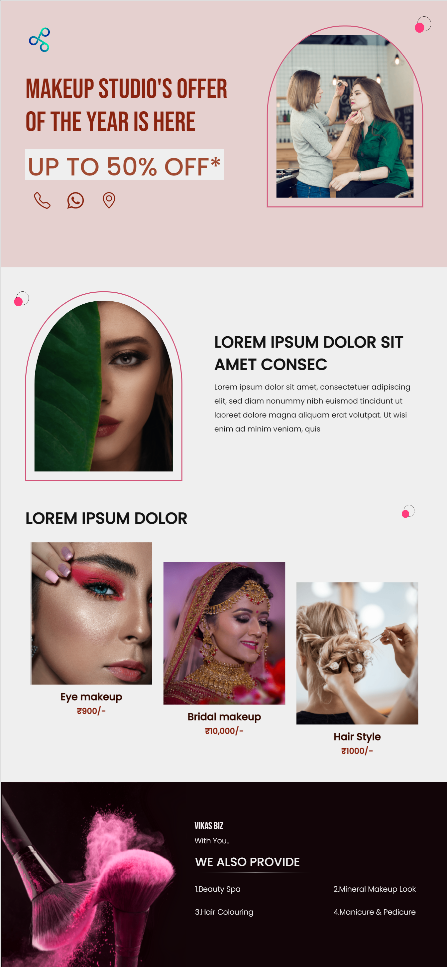 MAKEUP STUDIO'S OFFER
OF THE YEAR IS HERE
UP TO 50% OFF*
LOREM IPSUM DOLOR SIT
AMET CONSEC
Lorem ipsum dolor sit amet, consectetuer adipiscing
elit, sed diam nonummy nibh euismod tincidunt ut
laoreet dolore magna aliquam erat volutpat. Ut wisi
enim ad minim veniam, quis
LOREM IPSUM DOLOR
Eye makeup
₹900/-
Bridal makeup
₹10,000/-
Hair Style
₹1000/-
VIKAS BIZ
With You..
WE ALSO PROVIDE
1.Beauty Spa
2.Mineral Makeup Look
3.Hair Colouring
4.Manicure & Pedicure